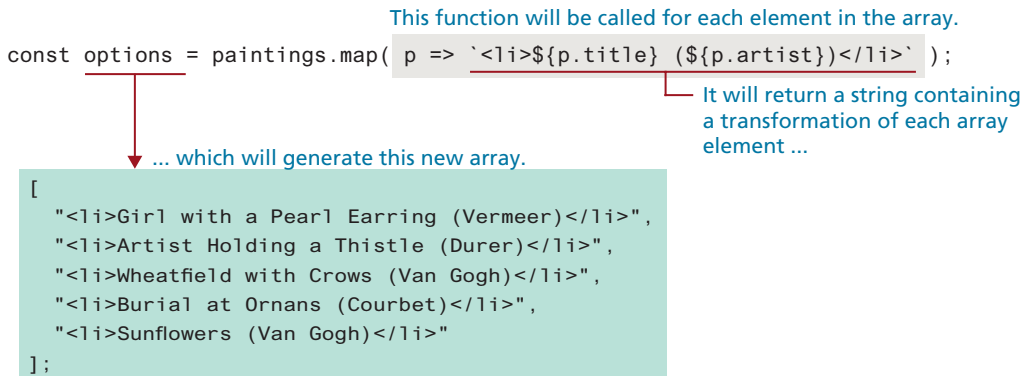 This function will be called for each element in the array.
const options = paintings.map( p => `<li>${p.title} (${p.artist})</li>` );
It will return a string containing
a transformation of each array
element ...
... which will generate this new array.
[
"<li>Girl with a Pearl Earring (Vermeer)</li>",
"<li>Artist Holding a Thistle (Durer)</li>",
"<li>Wheatfield with Crows (Van Gogh)</li>",
"<li>Burial at Ornans (Courbet)</li>",
"<li>Sunflowers (Van Gogh)</li>"
];